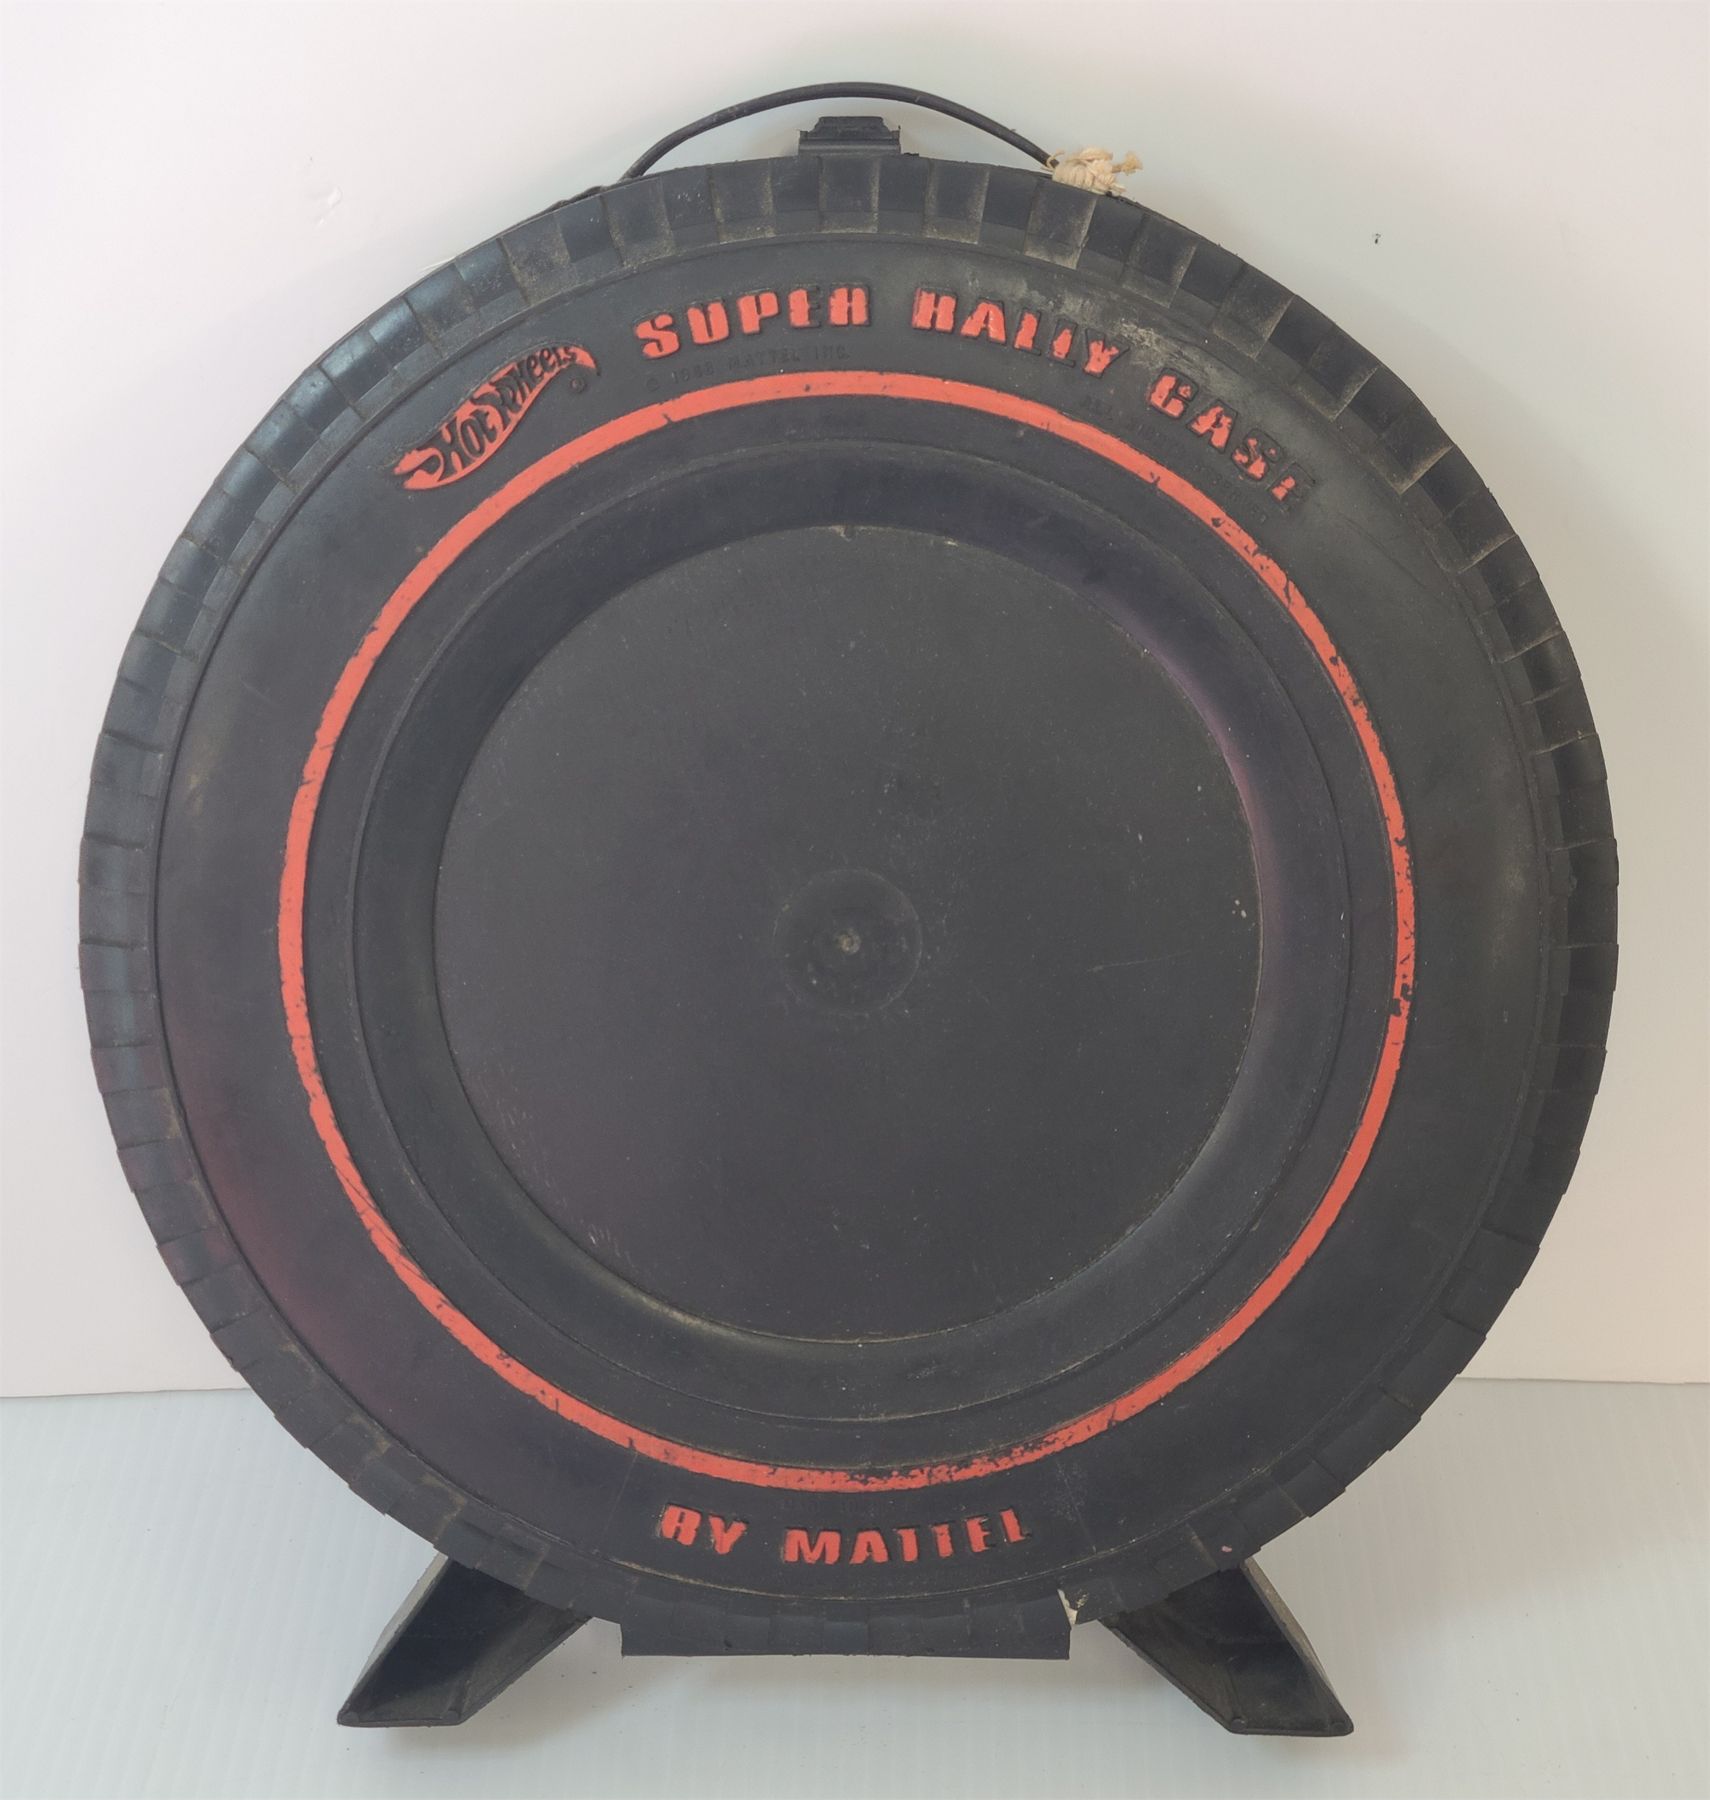 Hot Wheels ®
SUPER RALLY CASE
© 1968 MATTEL INC.
BY MATTEL